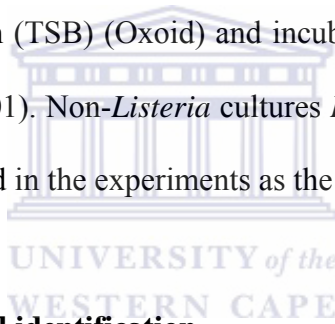 (TSB) (Oxoid) and incub
01). Non-Listeria cultures
in the experiments as the
UNIVERSITY of the
WESTERN CAPE
identification